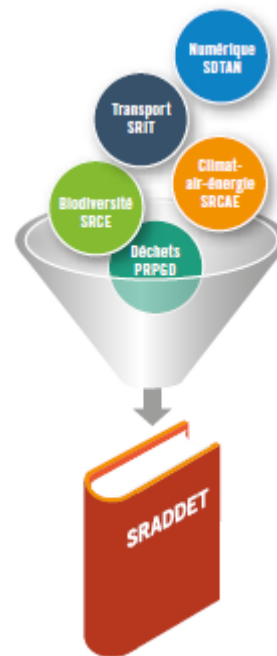 Numérique
SDTAN
Transport
SRIT
Climat-
air-énergie
SRCAE
Biodiversité
SRCE
Déchets
PRPGD
SRADDET